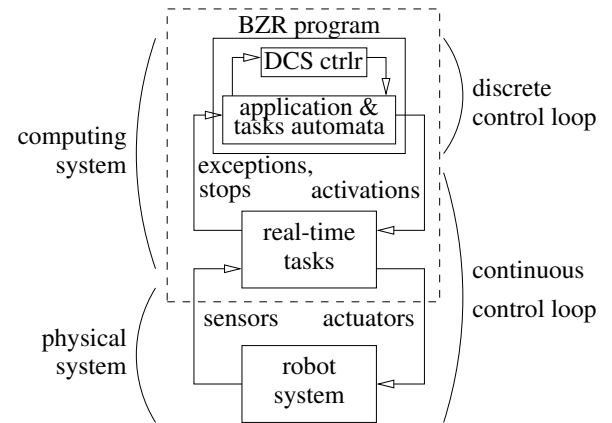 BZR program
DCS ctrlr
application &
tasks automata
discrete
control loop
computing
system
exceptions,
stops
activations
real-time
tasks
continuous
control loop
sensors
actuators
physical
system
robot
system